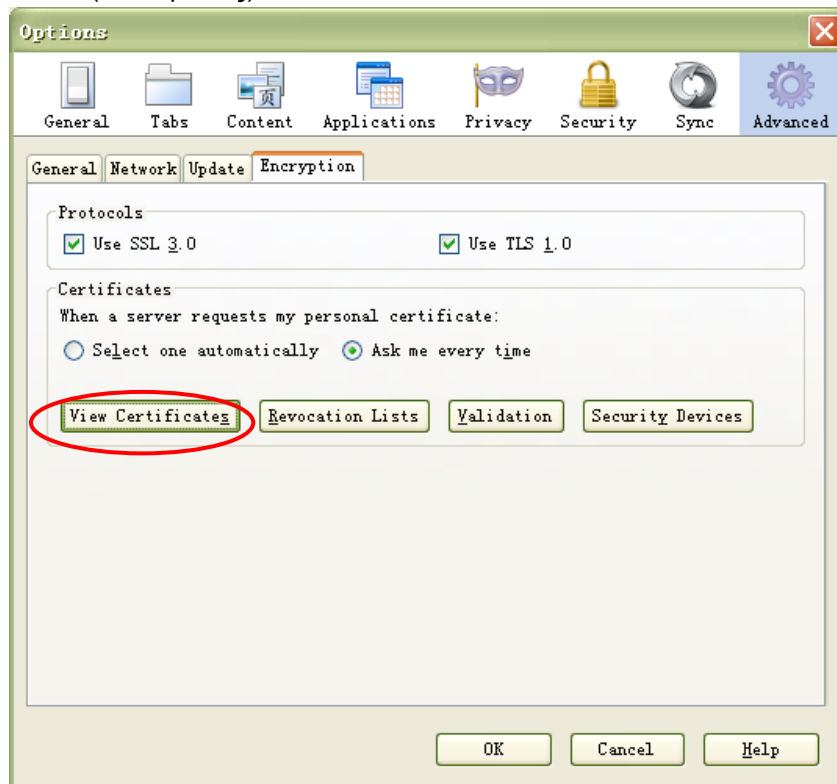 Options
General Tabs Content Applications Privacy Security Sync Advanced
页
General Network Update Encryption
Protocols
Use SSL 3.0 Use TLS 1.0
Certificates
When a server requests my personal certificate:
Select one automatically Ask me every time
View Certificates Revocation Lists Validation Security Devices
OK Cancel Help